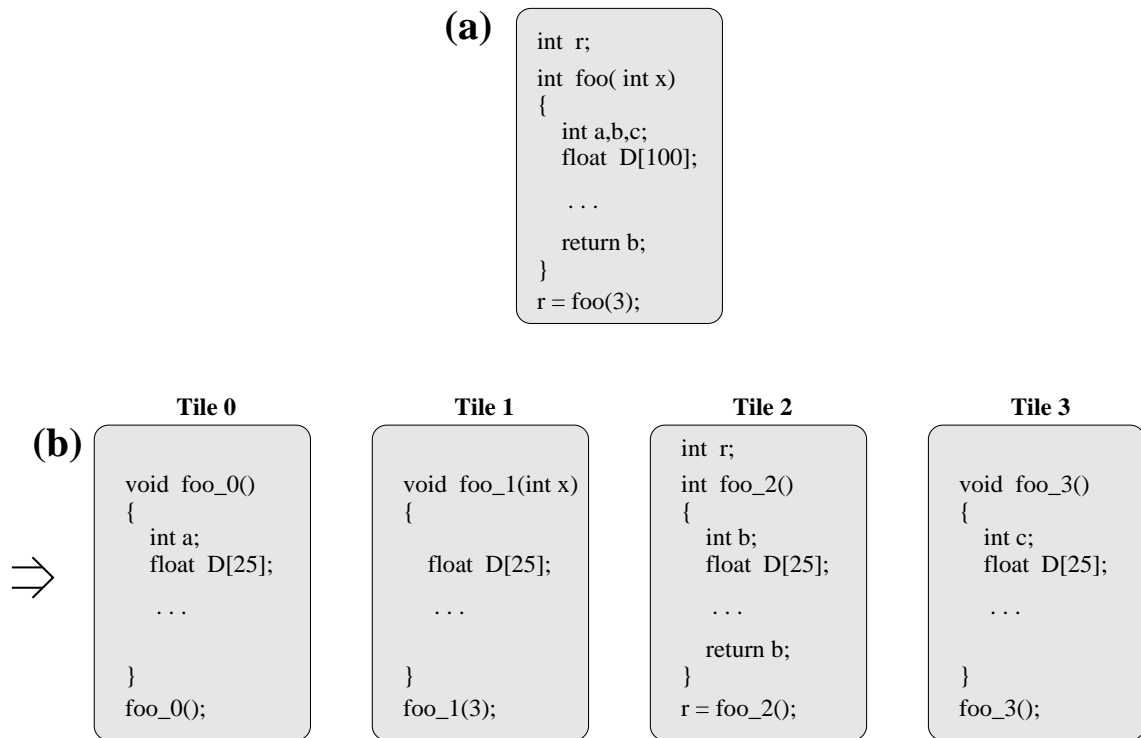 (a)
int r;
int foo( int x)
{
int a,b,c;
float D[100];
. . .
return b;
}
r = foo(3);
(b)
Tile 0
void foo_0()
{
int a;
float D[25];
. . .
}
foo_0();
Tile 1
void foo_1(int x)
{
float D[25];
. . .
}
foo_1(3);
Tile 2
int r;
int foo_2()
{
int b;
float D[25];
. . .
return b;
}
r = foo_2();
Tile 3
void foo_3()
{
int c;
float D[25];
. . .
}
foo_3();